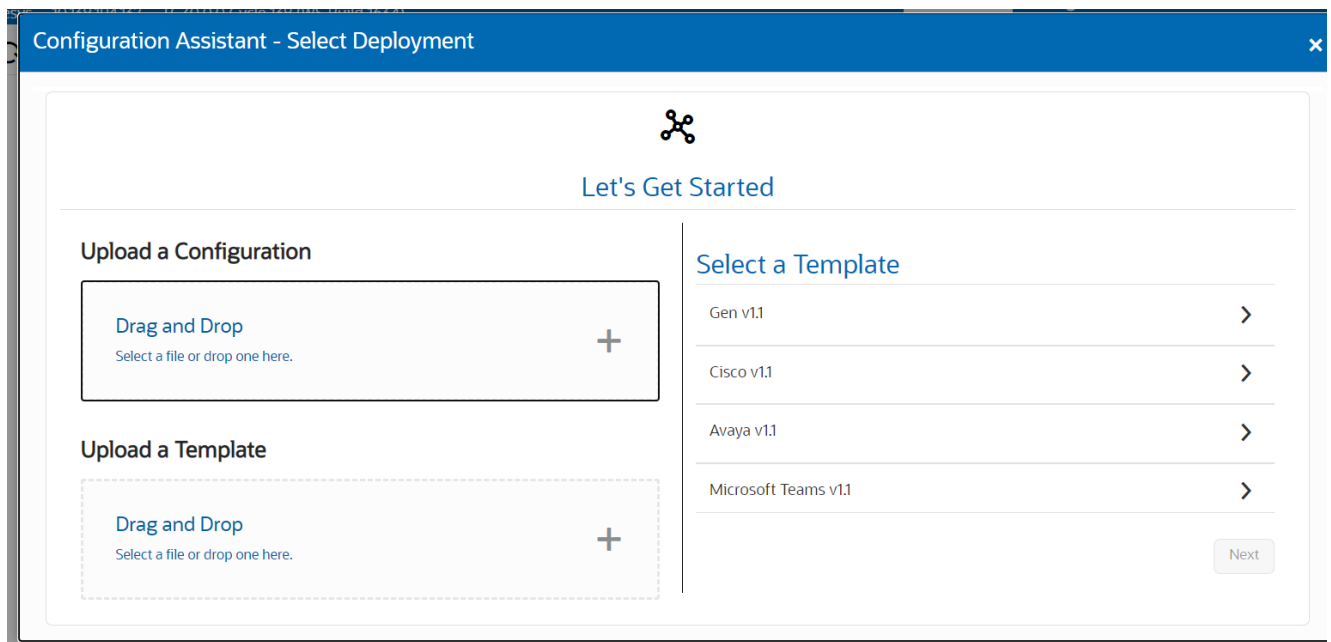 Configuration Assistant - Select Deployment
Let's Get Started
Upload a Configuration
Drag and Drop
Select a file or drop one here.
Upload a Template
Drag and Drop
Select a file or drop one here.
Select a Template
Gen v1.1
Cisco v1.1
Avaya v1.1
Microsoft Teams v1.1
Next